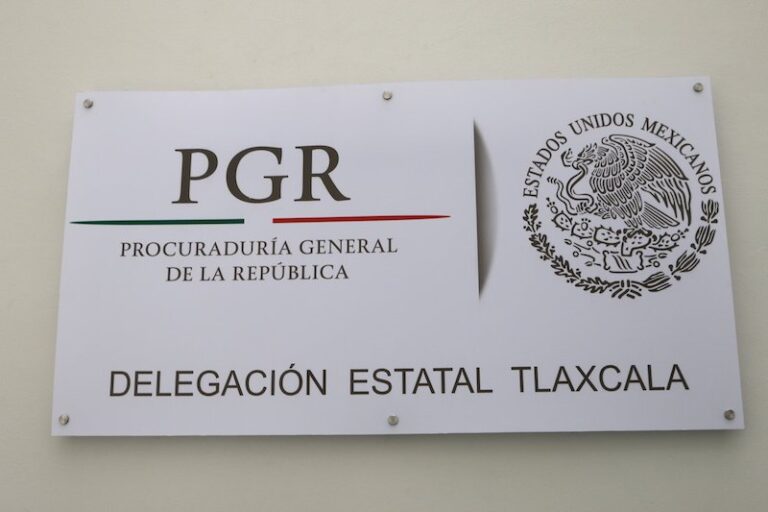 PGR
PROCURADURÍA GENERAL
DE LA REPÚBLICA
ESTADOS UNIDOS MEXICANOS
DELEGACIÓN ESTATAL TLAXCALA